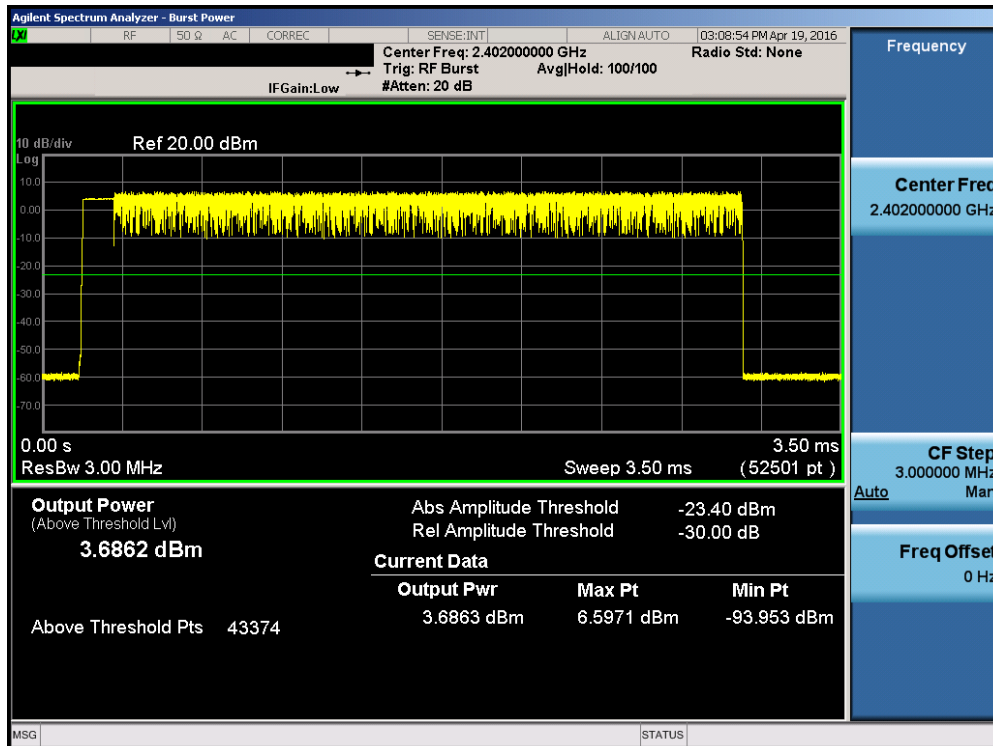 Agilent Spectrum Analyzer - Burst Power
LXI RF 50 Ω AC CORREC SENSE:INT ALIGN AUTO 03:08:54 PM Apr 19, 2016
Center Freq: 2.402000000 GHz Radio Std: None
Trig: RF Burst Avg|Hold: 100/100
IFGain:Low #Atten: 20 dB
10 dB/div Ref 20.00 dBm
Log
10.0
0.00
-10.0
-20.0
-30.0
-40.0
-50.0
-60.0
-70.0
0.00 s 3.50 ms
ResBw 3.00 MHz Sweep 3.50 ms (52501 pt )
Output Power
(Above Threshold Lvl)
3.6862 dBm
Above Threshold Pts 43374
Abs Amplitude Threshold -23.40 dBm
Rel Amplitude Threshold -30.00 dB
Current Data
Output Pwr Max Pt Min Pt
3.6863 dBm 6.5971 dBm -93.953 dBm
MSG STATUS
Frequency
Center Freq
2.402000000 GHz
CF Step
3.000000 MHz
Auto Man
Freq Offset
0 Hz